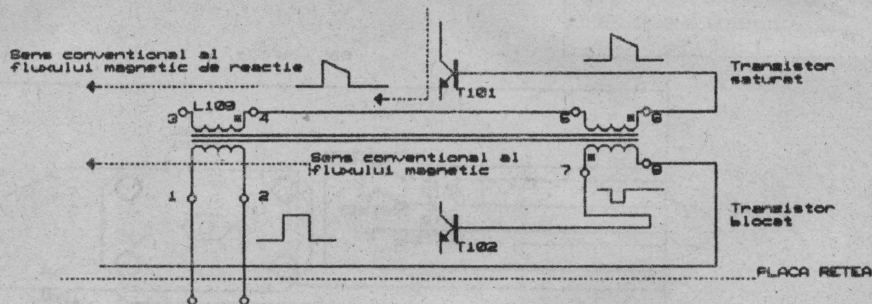 Sens conventional al
fluxului magnetic de reactie
Tranzistor
saturat
T101
L109
3
4
5
6
Sens conventional al
fluxului magnetic
7
8
1
2
Tranzistor
blocat
T102
PLACA RETEA